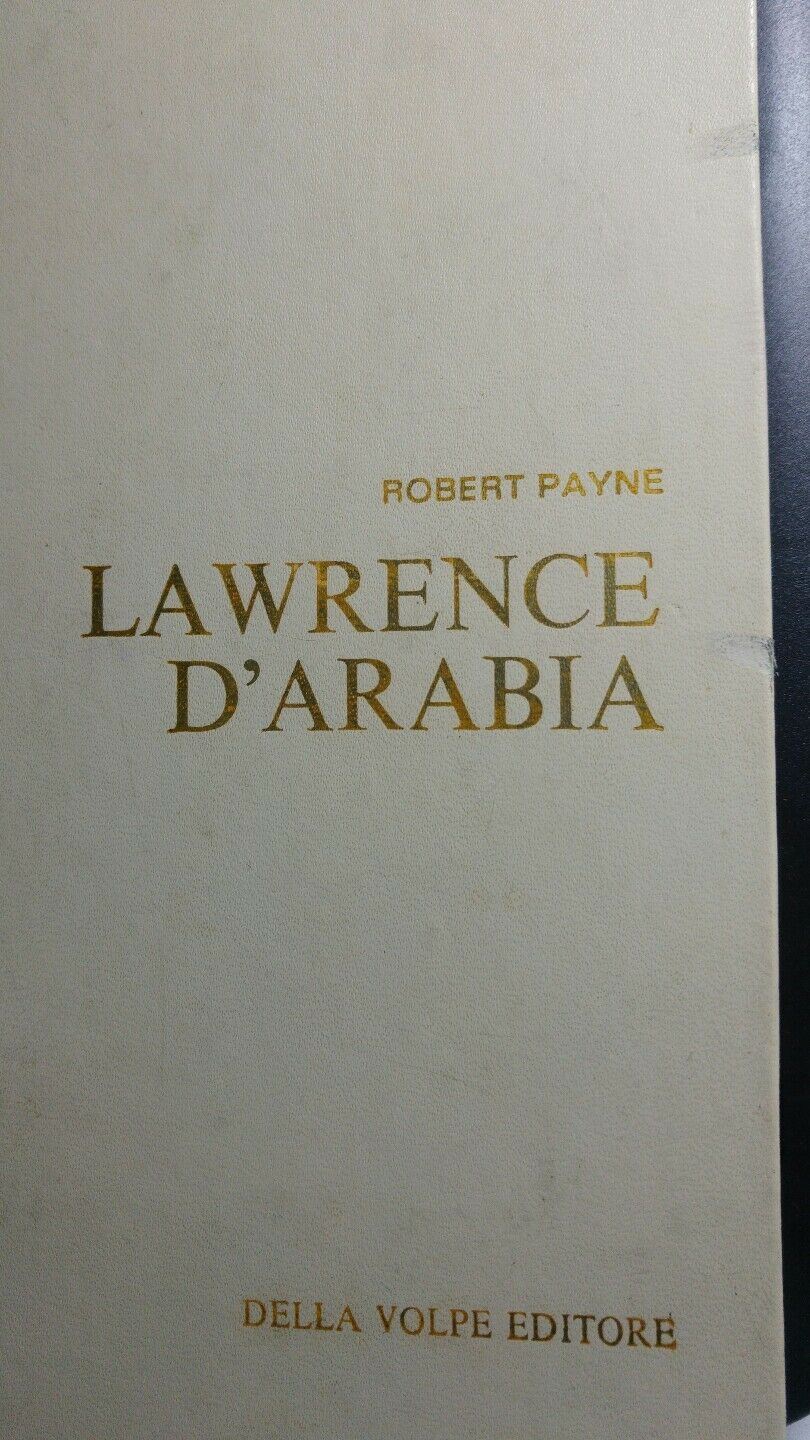 ROBERT PAYNE
LAWRENCE
D'ARABIA
DELLA VOLPE EDITORE